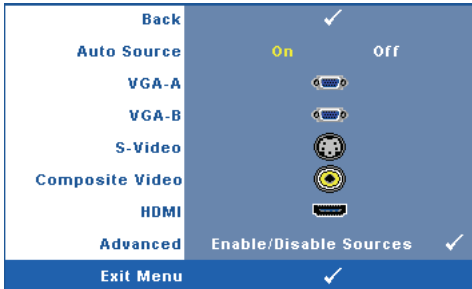 Back
Auto Source On Off
VGA-A
VGA-B
S-Video
Composite Video
HDMI
Advanced Enable/Disable Sources
Exit Menu